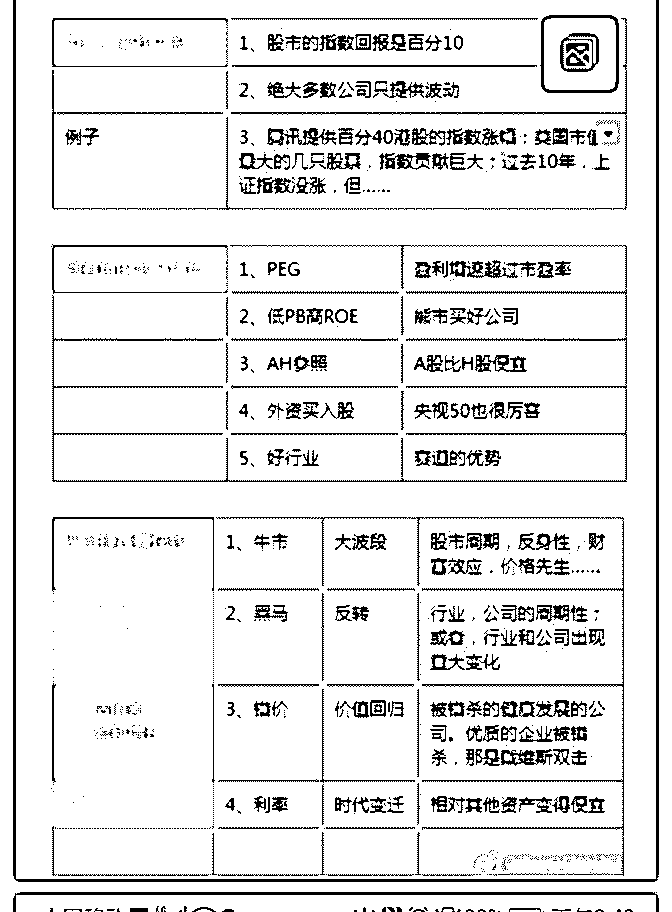 1、股市的指数回报是百分10
2、绝大多数公司只提供波动
例子
3、腾讯提供百分40港股的指数涨幅；美国市值
最大的几只股票，指数贡献巨大；过去10年，上
证指数没涨，但……
1、PEG
盈利增速超过市盈率
2、低PB高ROE
熊市买好公司
3、AH参照
A股比H股便宜
4、外资买入股
央视50也很厉害
5、好行业
赛道的优势
1、牛市
大波段
股市周期，反身性，财
富效应，价格先生……
2、黑马
反转
行业，公司的周期性；
或者，行业和公司出现
重大变化
3、错价
价值回归
被错杀的健康发展的公
司。优质的企业被错
杀，那是戴维斯双击
4、利率
时代变迁
相对其他资产变得便宜